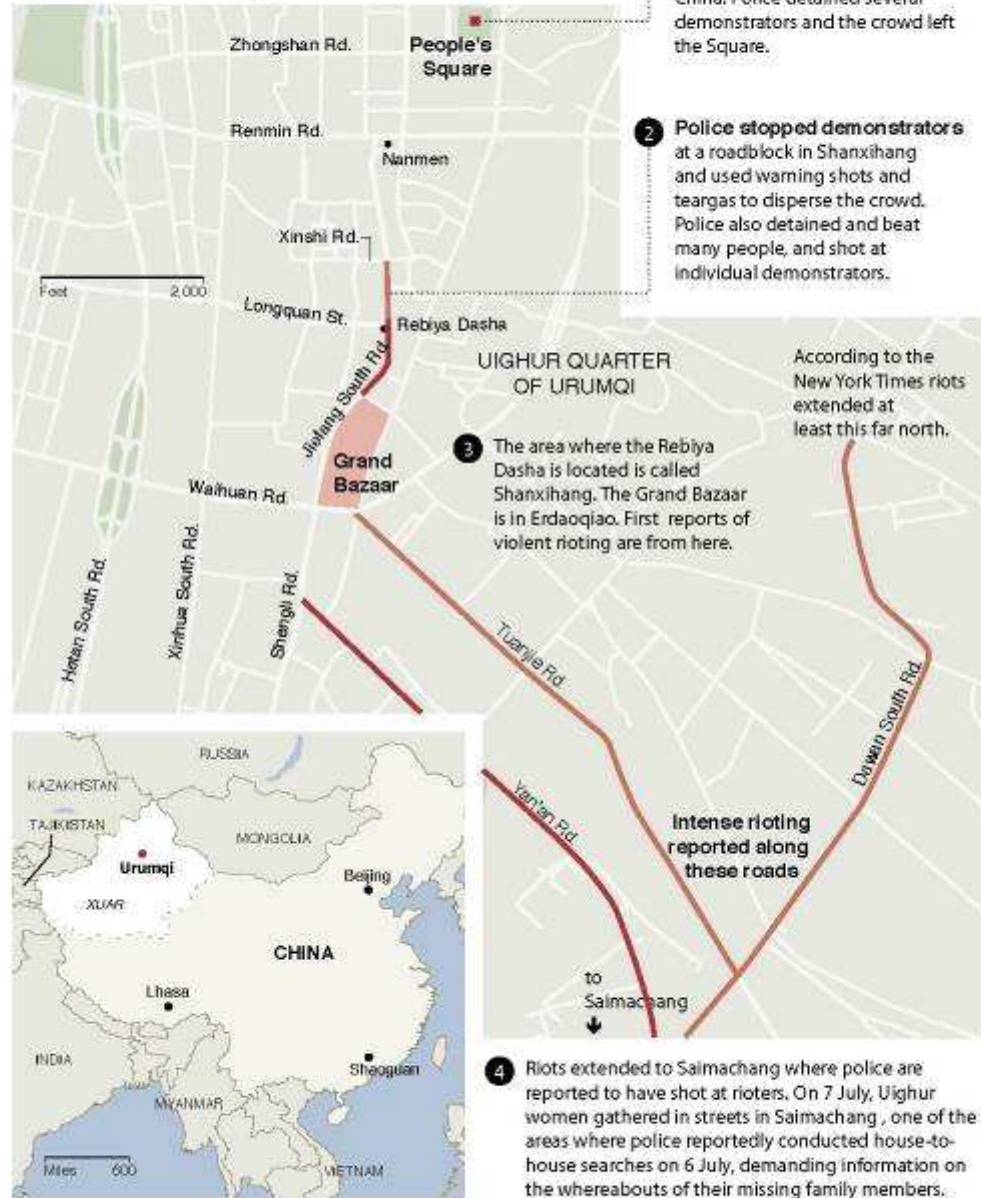 China. Police detained several
demonstrators and the crowd left
the Square.
Zhongshan Rd.
People's
Square
Renmin Rd.
Nanmen
2 Police stopped demonstrators
at a roadblock in Shanxihang
and used warning shots and
teargas to disperse the crowd.
Police also detained and beat
many people, and shot at
individual demonstrators.
Xinshi Rd.
Feet 2,000
Longquan St.
Rebiya Dasha
Jiefang South Rd.
UIGHUR QUARTER
OF URUMQI
According to the
New York Times riots
extended at
least this far north.
Grand
Bazaar
3 The area where the Rebiya
Dasha is located is called
Shanxihang. The Grand Bazaar
is in Erdaoqiao. First reports of
violent rioting are from here.
Waihuan Rd.
Hetan South Rd.
Xinhua South Rd.
Shengli Rd.
Tuanjie Rd.
Dawan South Rd.
Yan'an Rd.
Intense rioting
reported along
these roads
to
Saimachang
RUSSIA
KAZAKHSTAN
TAJIKISTAN
MONGOLIA
Urumqi
XUAR
Beijing
CHINA
Lhasa
INDIA
Shaoguan
MYANMAR
VIETNAM
Miles 600
4 Riots extended to Saimachang where police are
reported to have shot at rioters. On 7 July, Uighur
women gathered in streets in Saimachang , one of the
areas where police reportedly conducted house-to-
house searches on 6 July, demanding information on
the whereabouts of their missing family members.